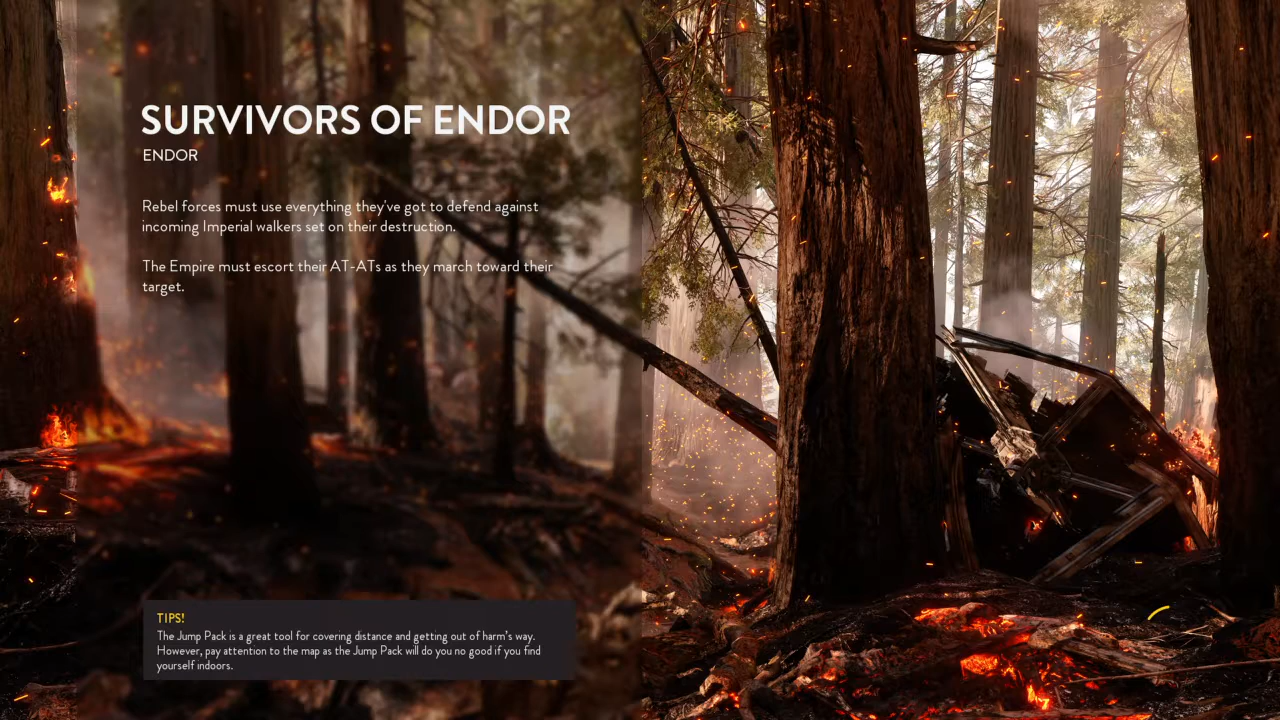 SURVIVORS OF ENDOR
ENDOR
Rebel forces must use everything they've got to defend against
incoming Imperial walkers set on their destruction.
The Empire must escort their AT-ATs as they march toward their
target.
TIPS!
The Jump Pack is a great tool for covering distance and getting out of harm's way.
However, pay attention to the map as the Jump Pack will do you no good if you find
yourself indoors.